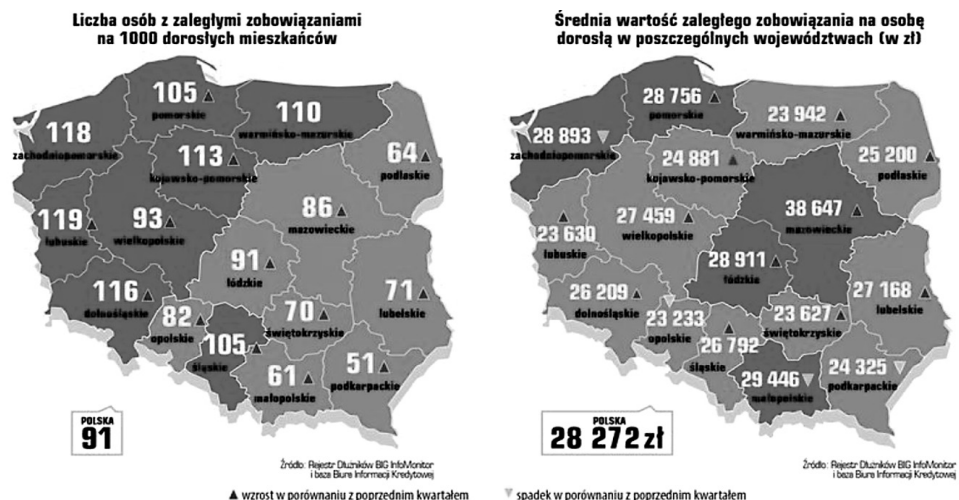 Liczba osób z zaległymi zobowiązaniami
na 1000 dorosłych mieszkańców
105 ▲
pomorskie
110
warmińsko-mazurskie
118
zachodniopomorskie
113 ▲
kujawsko-pomorskie
64 ▲
podlaskie
119 ▲
lubuskie
93 ▲
wielkopolskie
86 ▲
mazowieckie
91 ▲
łódzkie
116 ▲
dolnośląskie
82 ▲
opolskie
70 ▲
świętokrzyskie
71 ▲
lubelskie
105 ▲
śląskie
61 ▲
małopolskie
51 ▲
podkarpackie
POLSKA
91
Źródło: Rejestr Dłużników BIG InfoMonitor
i baza Biura Informacji Kredytowej
Średnia wartość zaległego zobowiązania na osobę
dorosłą w poszczególnych województwach (w zł)
28 756 ▲
pomorskie
23 942 ▲
warmińsko-mazurskie
28 893 ▼
zachodniopomorskie
24 881 ▲
kujawsko-pomorskie
25 200 ▲
podlaskie
23 630 ▲
lubuskie
27 459 ▲
wielkopolskie
38 647 ▲
mazowieckie
28 911 ▲
łódzkie
26 209 ▲
dolnośląskie
23 233 ▼
opolskie
23 627 ▲
świętokrzyskie
27 168 ▲
lubelskie
26 792 ▲
śląskie
29 446 ▼
małopolskie
24 325 ▼
podkarpackie
POLSKA
28 272 zł
Źródło: Rejestr Dłużników BIG InfoMonitor
i baza Biura Informacji Kredytowej
▲ wzrost w porównaniu z poprzednim kwartałem
▼ spadek w porównaniu z poprzednim kwartałem